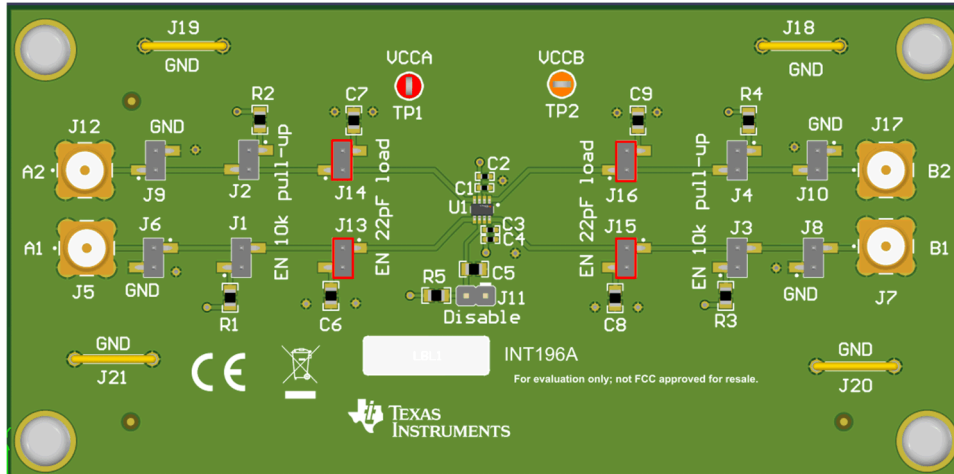 J19
GND
VCCA
TP1
VCCB
TP2
J18
GND
J12
GND
R2
C7
C9
R4
GND
J17
A2
J9
J2
EN 10k pull-up
J14
EN 22pF load
C2
C1
U1
C3
C4
EN 22pF load
J16
EN 10k pull-up
J4
J10
B2
A1
J6
J1
J13
J15
J3
J8
B1
J5
GND
R1
C6
R5
C5
J11
Disable
C8
R3
GND
J7
GND
J21
LBL1
INT196A
For evaluation only; not FCC approved for resale.
GND
J20
CE
TEXAS
INSTRUMENTS